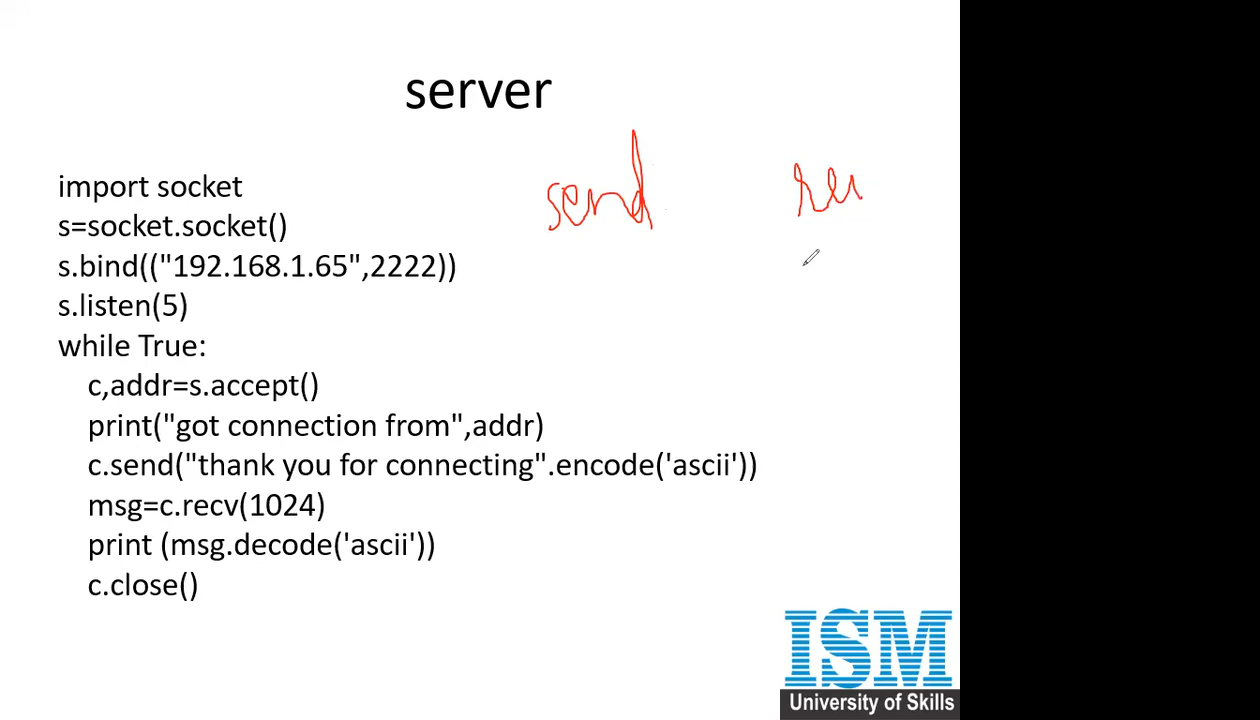 server
send
import socket
s=socket.socket()
s.bind(("192.168.1.65",2222))
s.listen(5)
while True:
c,addr=s.accept()
print("got connection from",addr)
c.send("thank you for connecting".encode('ascii'))
msg=c.recv(1024)
print (msg.decode('ascii'))
c.close()
ISM
University of Skills